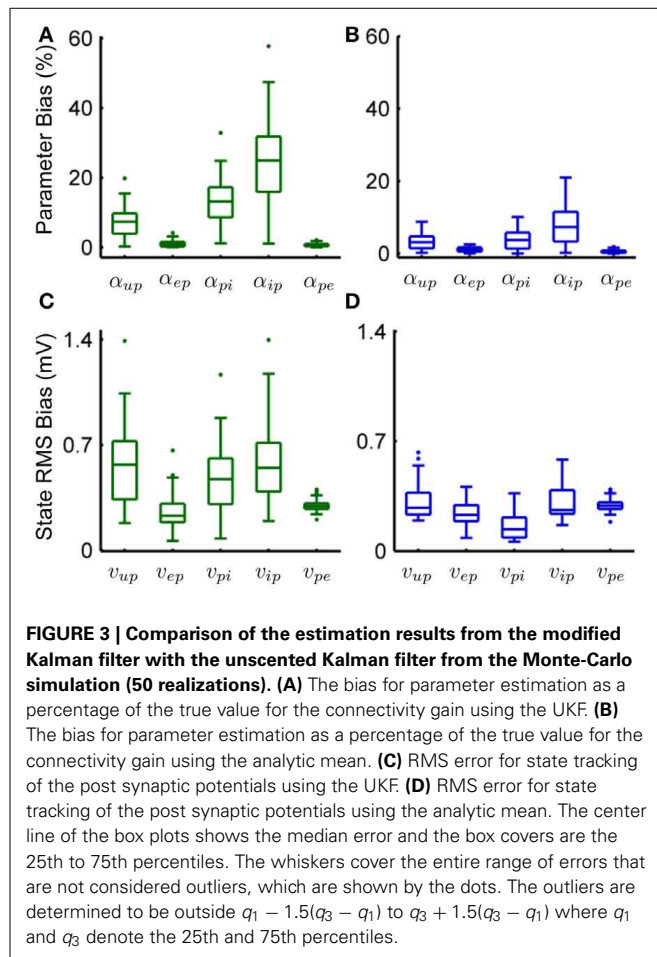 A
B
Parameter Bias (%)
60
40
20
0
60
40
20
0
α_up α_ep α_pi α_ip α_pe
α_up α_ep α_pi α_ip α_pe
C
D
State RMS Bias (mV)
1.4
0.7
0
1.4
0.7
0
v_up v_ep v_pi v_ip v_pe
v_up v_ep v_pi v_ip v_pe
FIGURE 3 | Comparison of the estimation results from the modified
Kalman filter with the unscented Kalman filter from the Monte-Carlo
simulation (50 realizations). (A) The bias for parameter estimation as a
percentage of the true value for the connectivity gain using the UKF. (B)
The bias for parameter estimation as a percentage of the true value for the
connectivity gain using the analytic mean. (C) RMS error for state tracking
of the post synaptic potentials using the UKF. (D) RMS error for state
tracking of the post synaptic potentials using the analytic mean. The center
line of the box plots shows the median error and the box covers are the
25th to 75th percentiles. The whiskers cover the entire range of errors that
are not considered outliers, which are shown by the dots. The outliers are
determined to be outside q₁ − 1.5(q₃ − q₁) to q₃ + 1.5(q₃ − q₁) where q₁
and q₃ denote the 25th and 75th percentiles.